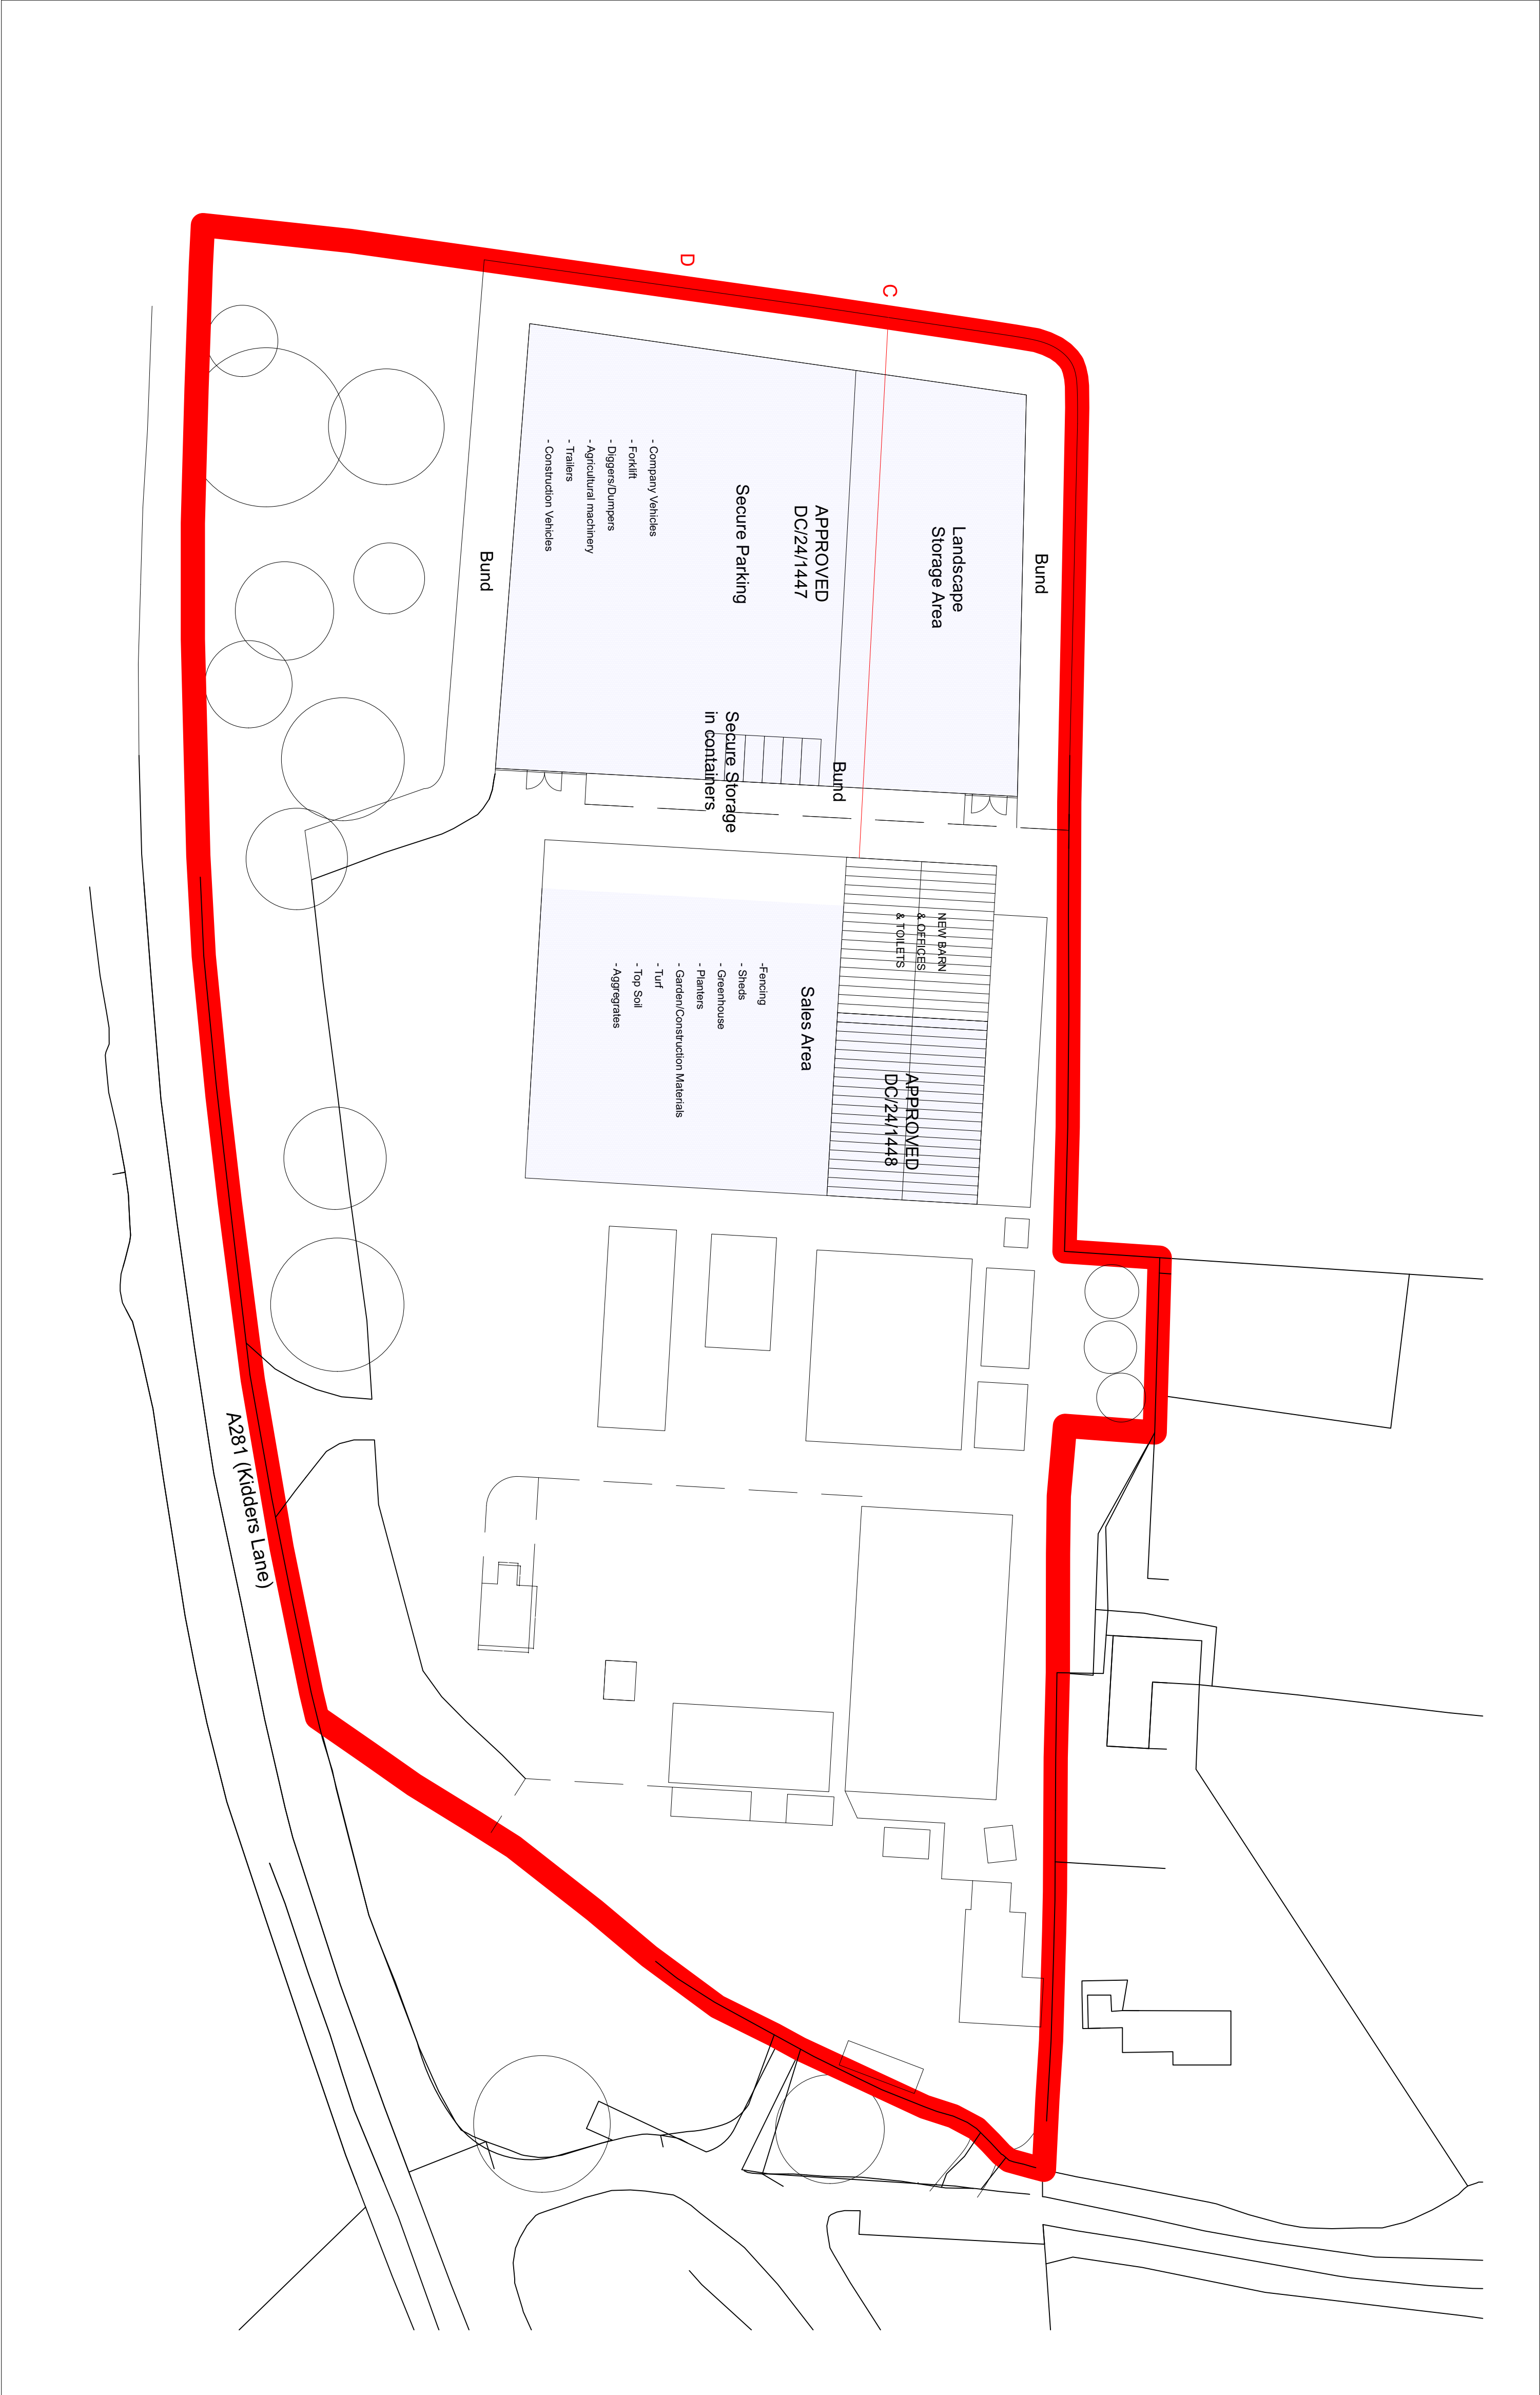 D
C
Bund
Landscape
Storage Area
APPROVED
DC/24/1447
Secure Parking
- Company Vehicles
- Forklift
- Diggers/Dumpers
- Agricultural machinery
- Trailers
- Construction Vehicles
Bund
Bund
Secure Storage
in containers
NEW BARN
& OFFICES
& TOILETS
APPROVED
DC/24/1448
Sales Area
-Fencing
- Sheds
- Greenhouse
- Planters
- Garden/Construction Materials
- Turf
- Top Soil
- Aggregrates
A281 (Kidders Lane)